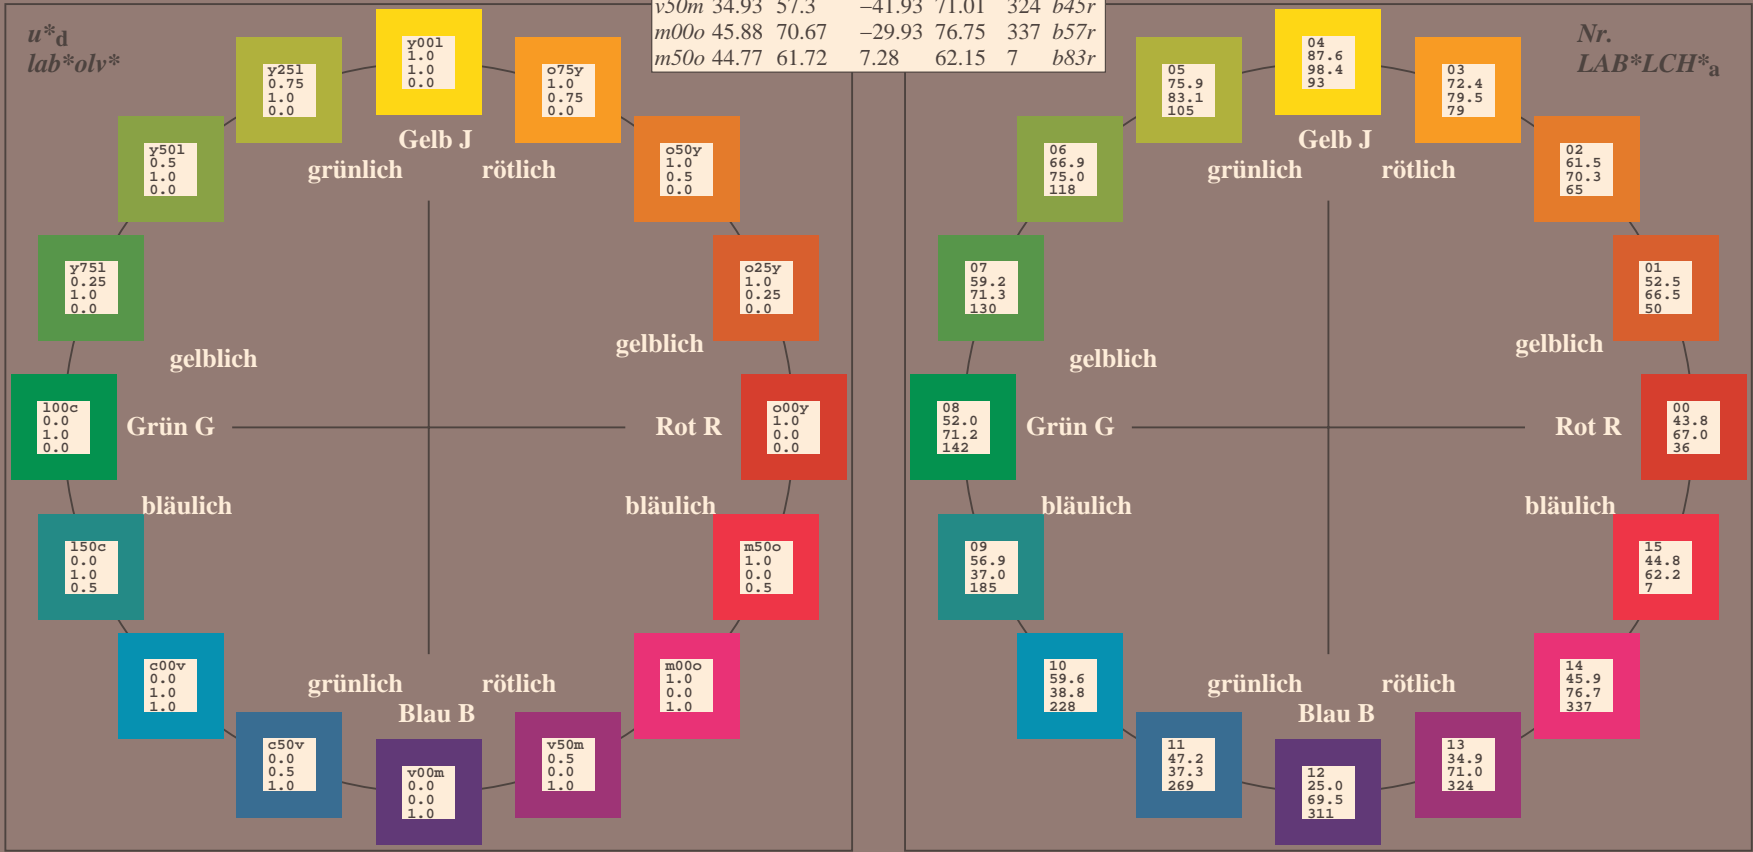 v50m 34.93 57.3 −41.93 71.01 324 b45r
m00o 45.88 70.67 −29.93 76.75 337 b57r
m50o 44.77 61.72 7.28 62.15 7 b83r
u*d
lab*olv*
y00l
1.0
1.0
0.0
y25l
0.75
1.0
0.0
o75y
1.0
0.75
0.0
Gelb J
grünlich rötlich
y50l
0.5
1.0
0.0
o50y
1.0
0.5
0.0
y75l
0.25
1.0
0.0
o25y
1.0
0.25
0.0
gelblich
gelblich
l00c
0.0
1.0
0.0
Grün G
Rot R
o00y
1.0
0.0
0.0
bläulich
bläulich
l50c
0.0
1.0
0.5
m50o
1.0
0.0
0.5
c00v
0.0
1.0
1.0
m00o
1.0
0.0
1.0
grünlich rötlich
Blau B
c50v
0.0
0.5
1.0
v00m
0.0
0.0
1.0
v50m
0.5
0.0
1.0
Nr.
LAB*LCH*a
04
87.6
98.4
93
05
75.9
83.1
105
03
72.4
79.5
79
Gelb J
grünlich rötlich
06
66.9
75.0
118
02
61.5
70.3
65
07
59.2
71.3
130
01
52.5
66.5
50
gelblich
gelblich
08
52.0
71.2
142
Grün G
Rot R
00
43.8
67.0
36
bläulich
bläulich
09
56.9
37.0
185
15
44.8
62.2
7
10
59.6
38.8
228
14
45.9
76.7
337
grünlich rötlich
Blau B
11
47.2
37.3
269
12
25.0
69.5
311
13
34.9
71.0
324